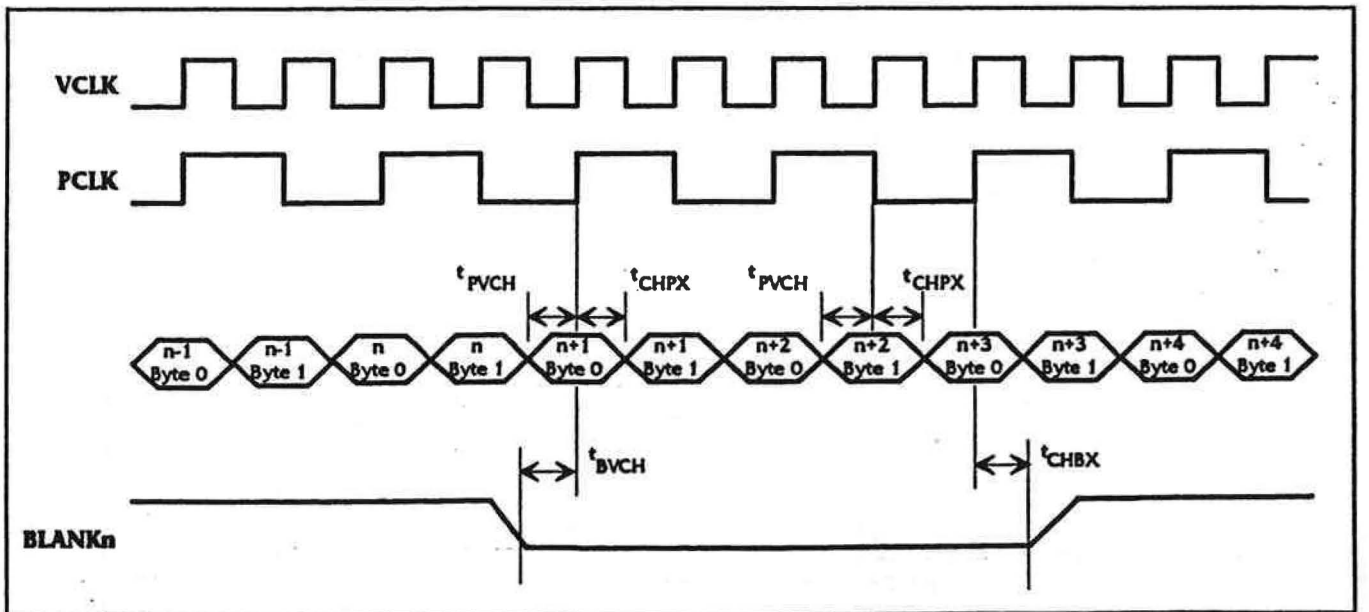 VCLK
PCLK
tPVCH
tCHPX
tPVCH
tCHPX
n-1
Byte 0
n-1
Byte 1
n
Byte 0
n
Byte 1
n+1
Byte 0
n+1
Byte 1
n+2
Byte 0
n+2
Byte 1
n+3
Byte 0
n+3
Byte 1
n+4
Byte 0
n+4
Byte 1
tBVCH
tCHBX
BLANKn